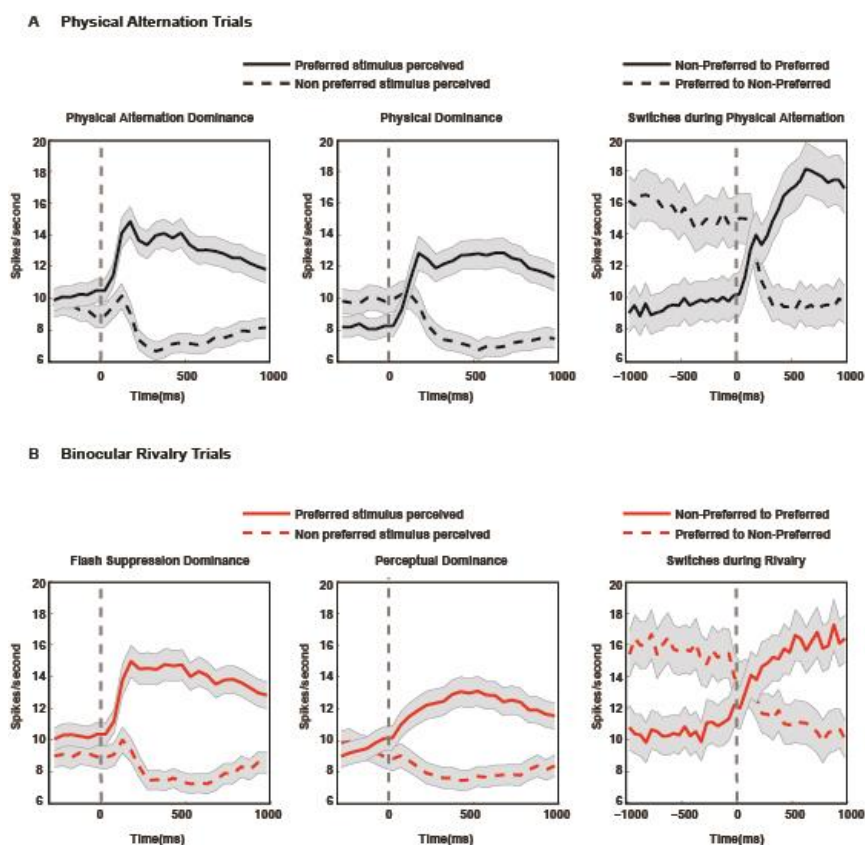 A Physical Alternation Trials
Preferred stimulus perceived
Non preferred stimulus perceived
Non-Preferred to Preferred
Preferred to Non-Preferred
Physical Alternation Dominance
Physical Dominance
Switches during Physical Alternation
Spikes/second
20
18
16
14
12
10
8
6
0
500
1000
Time(ms)
Spikes/second
20
18
16
14
12
10
8
6
0
500
1000
Time(ms)
Spikes/second
20
18
16
14
12
10
8
6
−1000
−500
0
500
1000
Time(ms)
B Binocular Rivalry Trials
Preferred stimulus perceived
Non preferred stimulus perceived
Non-Preferred to Preferred
Preferred to Non-Preferred
Flash Suppression Dominance
Perceptual Dominance
Switches during Rivalry
Spikes/second
20
18
16
14
12
10
8
6
0
500
1000
Time(ms)
Spikes/second
20
18
16
14
12
10
8
6
0
500
1000
Time(ms)
Spikes/second
20
18
16
14
12
10
8
6
−1000
−500
0
500
1000
Time(ms)